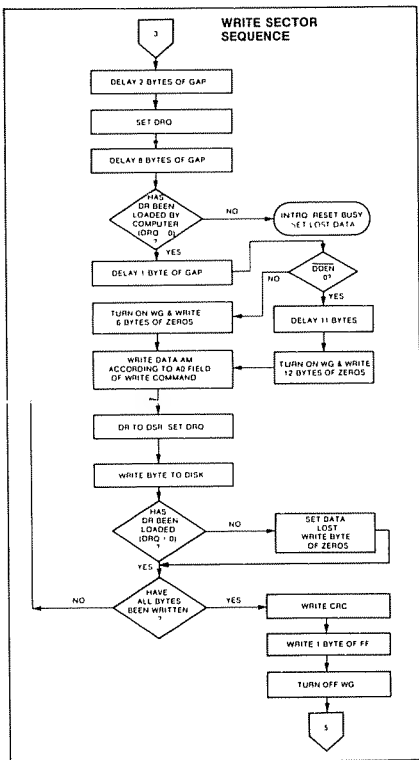 WRITE SECTOR
SEQUENCE
3
DELAY 2 BYTES OF GAP
SET DRQ
DELAY 8 BYTES OF GAP
HAS
DR BEEN
LOADED BY
COMPUTER
(DRQ 0)
?
NO
INTRQ RESET BUSY
SET LOST DATA
YES
DELAY 1 BYTE OF GAP
DDEN
0?
NO
YES
TURN ON WG & WRITE
6 BYTES OF ZEROS
DELAY 11 BYTES
WRITE DATA AM
ACCORDING TO A0 FIELD
OF WRITE COMMAND
TURN ON WG & WRITE
12 BYTES OF ZEROS
DR TO DSR SET DRQ
WRITE BYTE TO DISK
HAS
DR BEEN
LOADED
(DRQ 0)
?
NO
SET DATA
LOST
WRITE BYTE
OF ZEROS
YES
HAVE
ALL BYTES
BEEN WRITTEN
?
NO
YES
WRITE CRC
WRITE 1 BYTE OF FF
TURN OFF WG
5